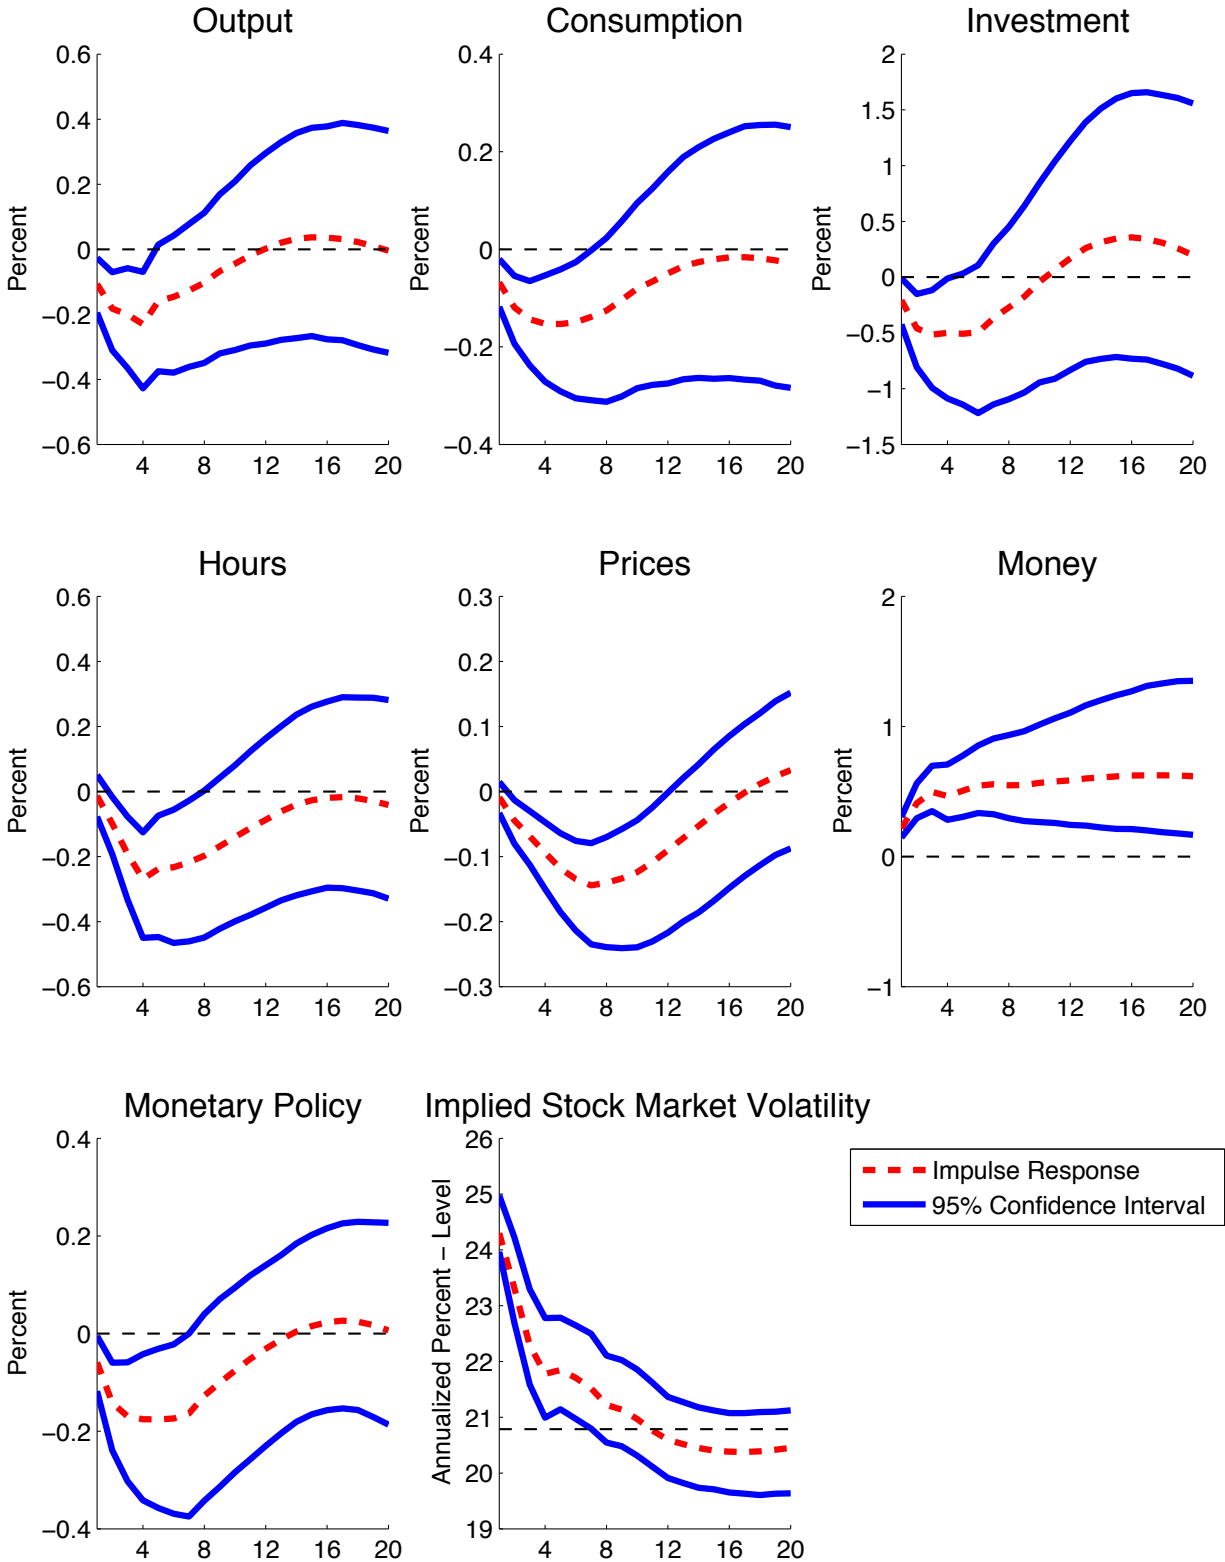 Output
Consumption
Investment
0.6
0.4
0.2
0
−0.2
−0.4
−0.6
Percent
4 8 12 16 20
0.4
0.2
0
−0.2
−0.4
Percent
4 8 12 16 20
2
1.5
1
0.5
0
−0.5
−1
−1.5
Percent
4 8 12 16 20
Hours
Prices
Money
0.6
0.4
0.2
0
−0.2
−0.4
−0.6
Percent
4 8 12 16 20
0.3
0.2
0.1
0
−0.1
−0.2
−0.3
Percent
4 8 12 16 20
2
1
0
−1
Percent
4 8 12 16 20
Monetary Policy
Implied Stock Market Volatility
0.4
0.2
0
−0.2
−0.4
Percent
4 8 12 16 20
26
25
24
23
22
21
20
19
Annualized Percent − Level
4 8 12 16 20
Impulse Response
95% Confidence Interval